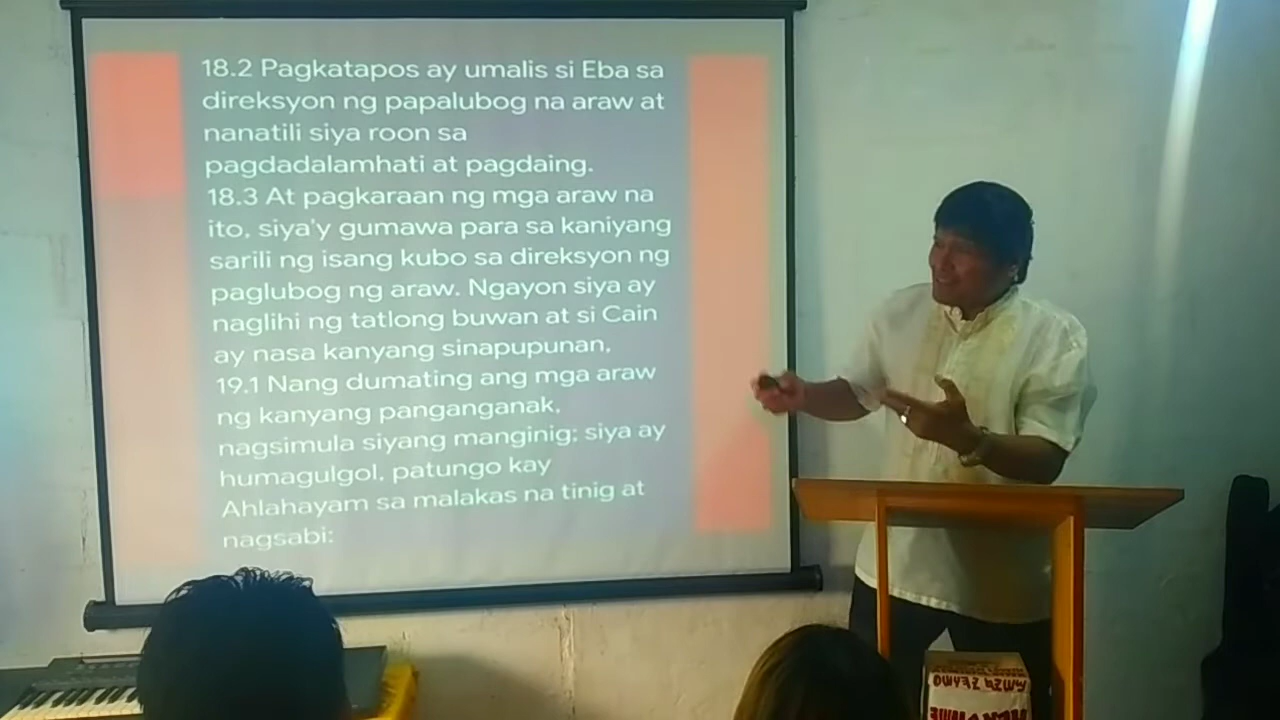 18.2 Pagkatapos ay umalis si Eba sa
direksyon ng papalubog na araw at
nanatili siya roon sa
pagdadalamhati at pagdaing.
18.3 At pagkaraan ng mga araw na
ito, siya'y gumawa para sa kaniyang
sarili ng isang kubo sa direksyon ng
paglubog ng araw. Ngayon siya ay
naglihi ng tatlong buwan at si Cain
ay nasa kanyang sinapupunan,
19.1 Nang dumating ang mga araw
ng kanyang panganganak,
nagsimula siyang manginig; siya ay
humagulgol, patungo kay
Ahlahayam sa malakas na tinig at
nagsabi: